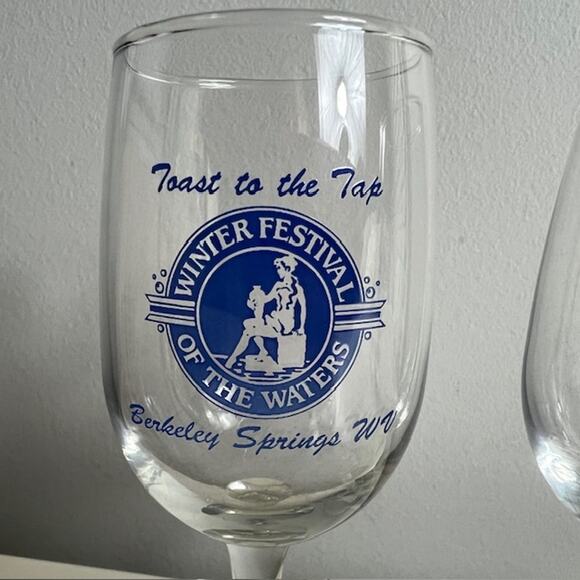 Toast to the Tap
WINTER FESTIVAL
OF THE WATERS
Berkeley Springs WV